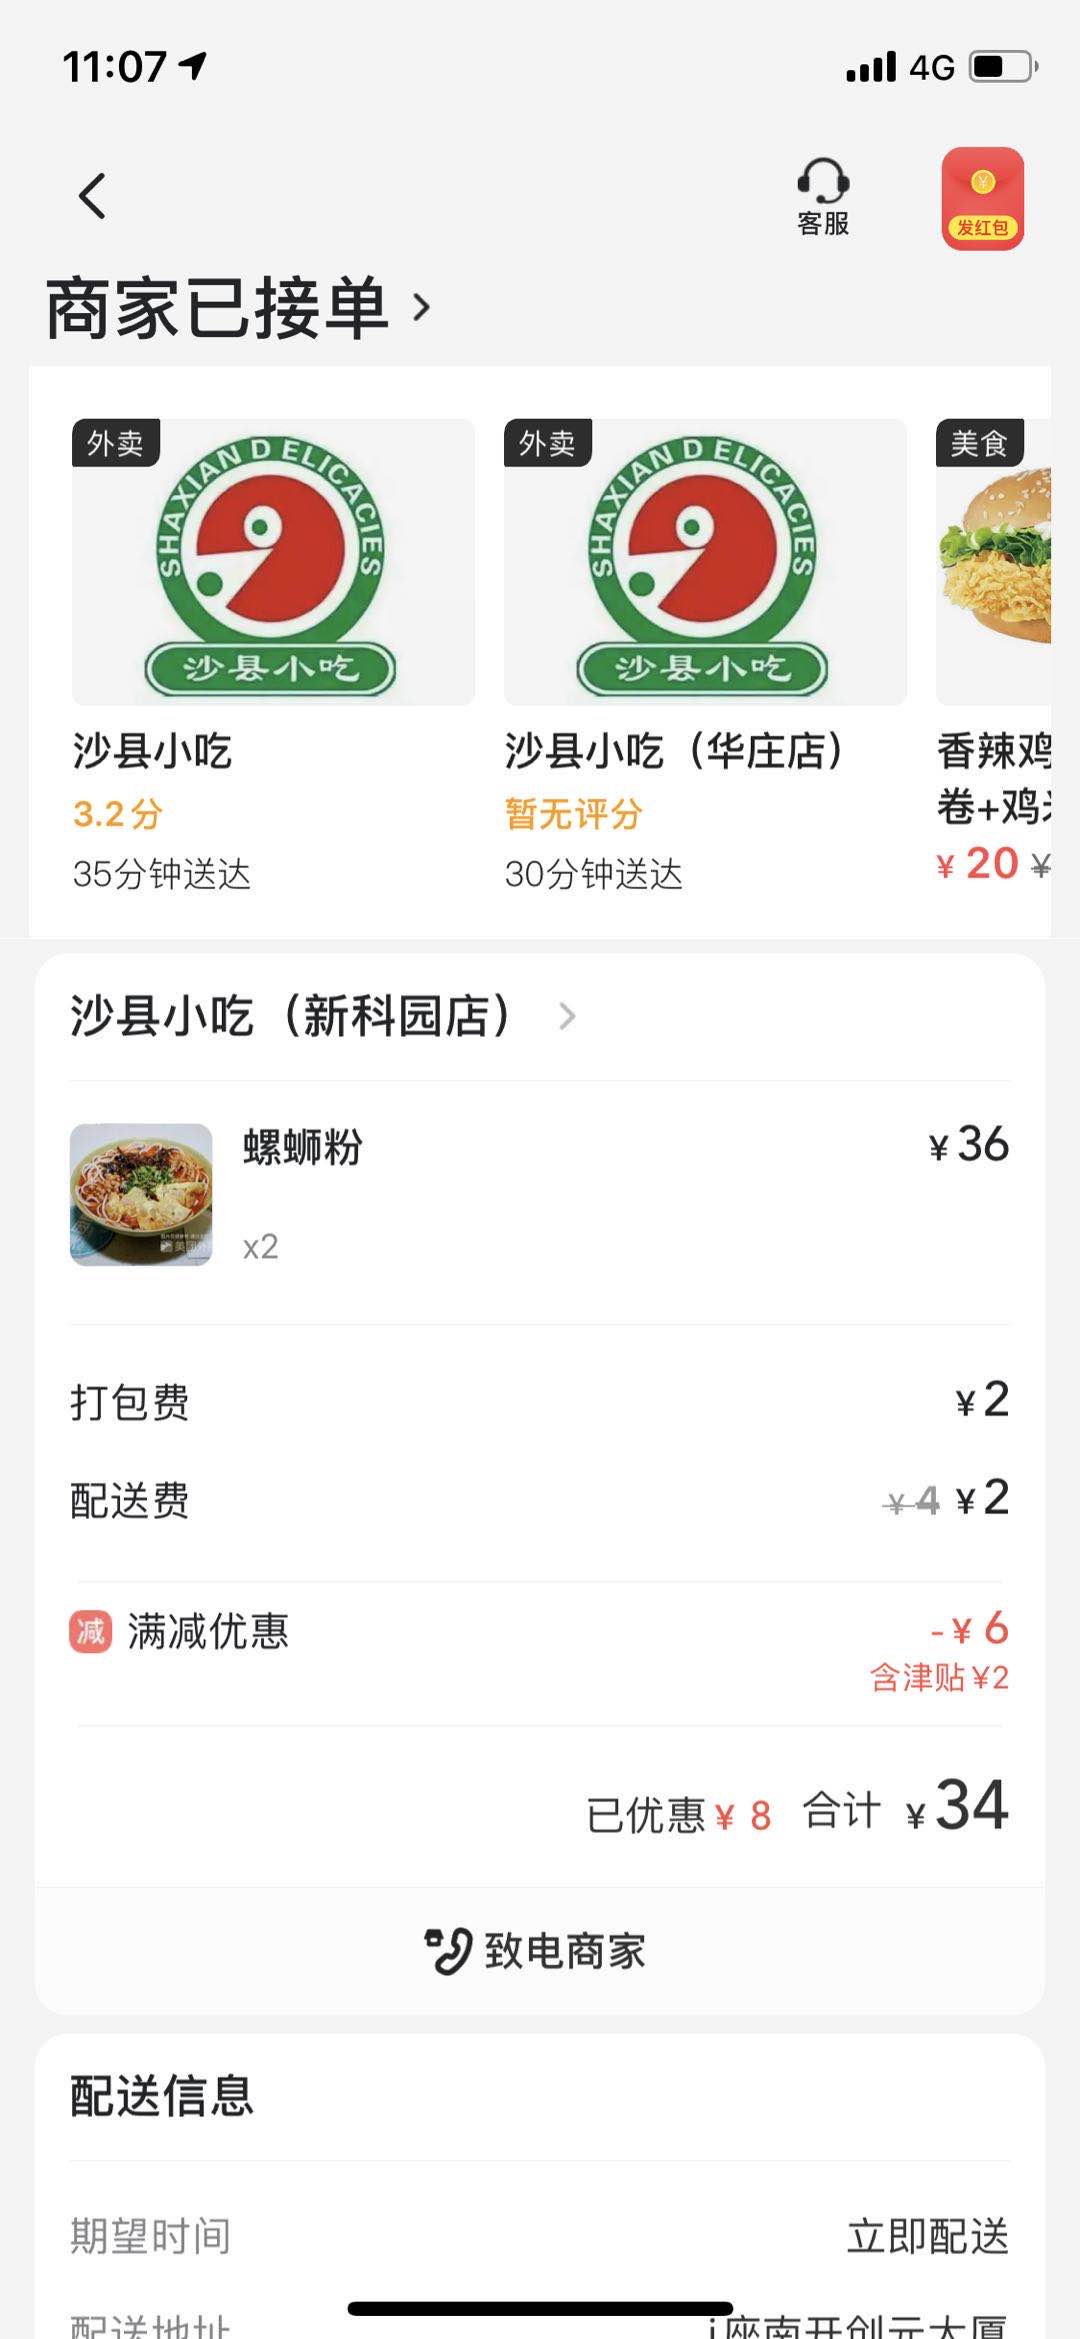 11:07
4G
客服
发红包
商家已接单
外卖
SHAXIAN DELICACIES
沙县小吃
沙县小吃
3.2分
35分钟送达
外卖
SHAXIAN DELICACIES
沙县小吃
沙县小吃（华庄店）
暂无评分
30分钟送达
美食
香辣鸡
卷+鸡
¥20 ¥
沙县小吃（新科园店）
螺蛳粉 ¥36
x2
打包费 ¥2
配送费 ¥4 ¥2
减 满减优惠 -¥6
含津贴¥2
已优惠¥8 合计 ¥34
致电商家
配送信息
期望时间 立即配送
配送地址 座南开创元大厦